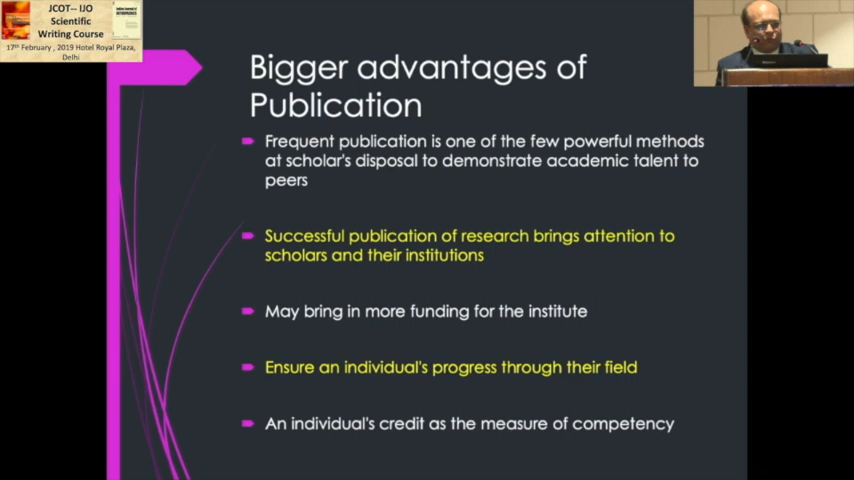 JCOT-- IJO
Scientific
Writing Course
17th February , 2019 Hotel Royal Plaza,
Delhi
Bigger advantages of
Publication
Frequent publication is one of the few powerful methods
at scholar's disposal to demonstrate academic talent to
peers
Successful publication of research brings attention to
scholars and their institutions
May bring in more funding for the institute
Ensure an individual's progress through their field
An individual's credit as the measure of competency